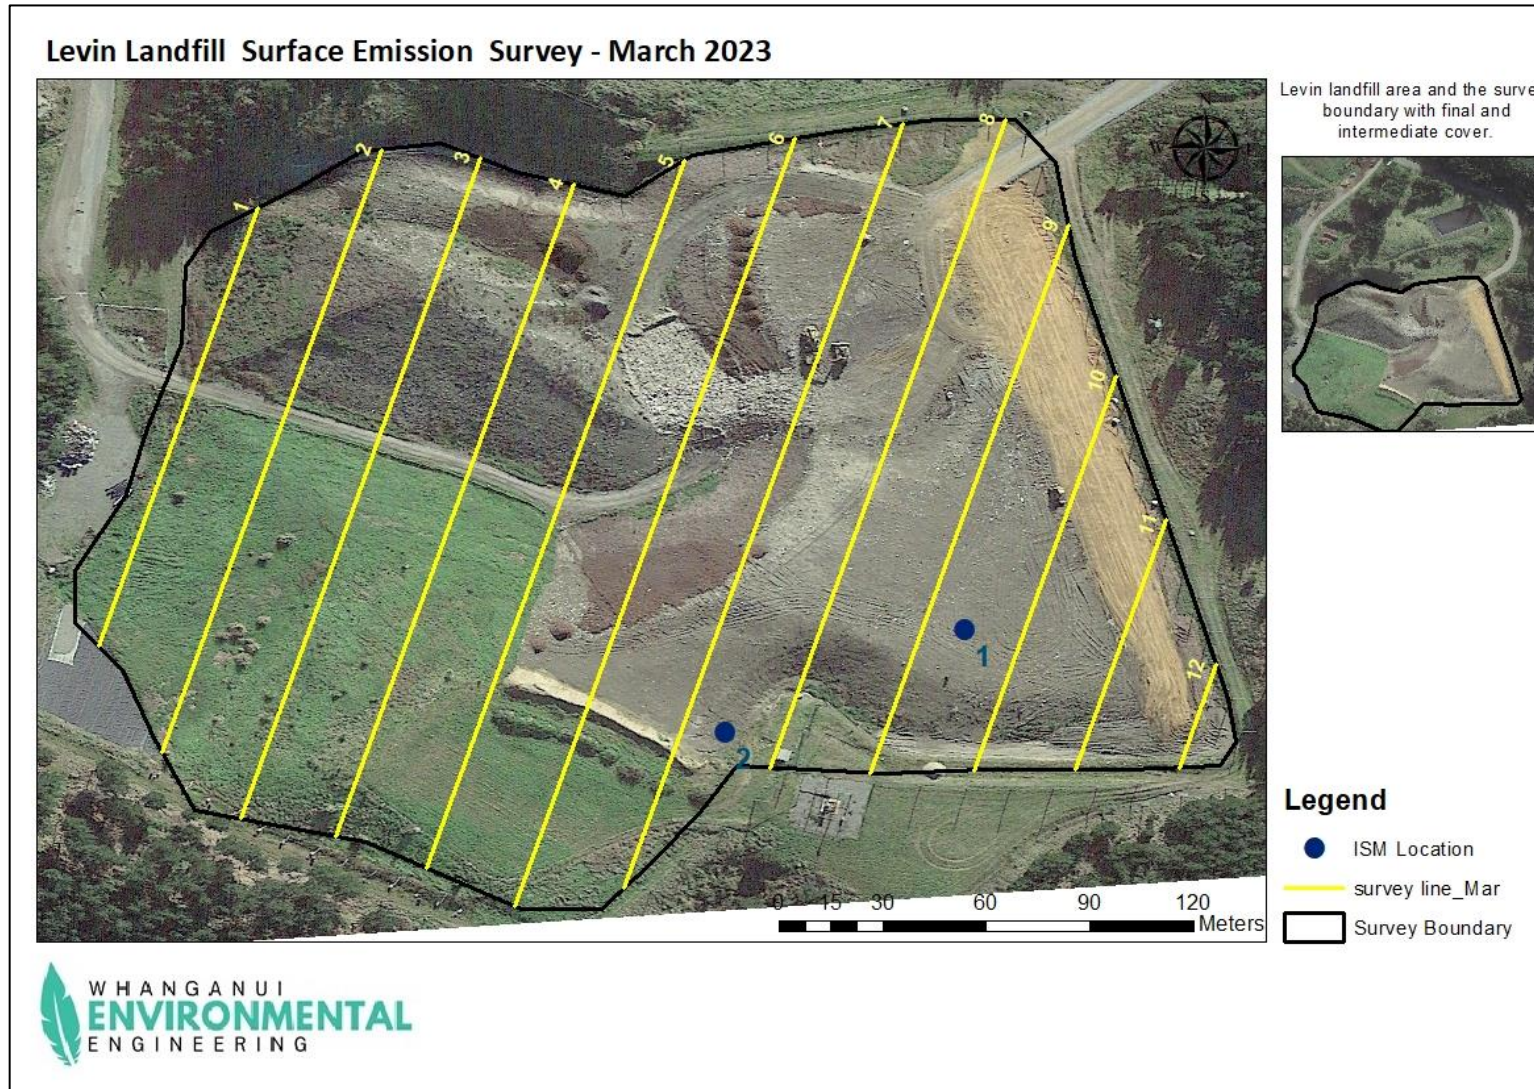 Levin Landfill Surface Emission Survey - March 2023
Levin landfill area and the surve
boundary with final and
intermediate cover.
1
2
3
4
5
6
7
8
9
10
11
12
1
2
0 15 30 60 90 120
Meters
Legend
ISM Location
survey line_Mar
Survey Boundary
WHANGANUI
ENVIRONMENTAL
ENGINEERING